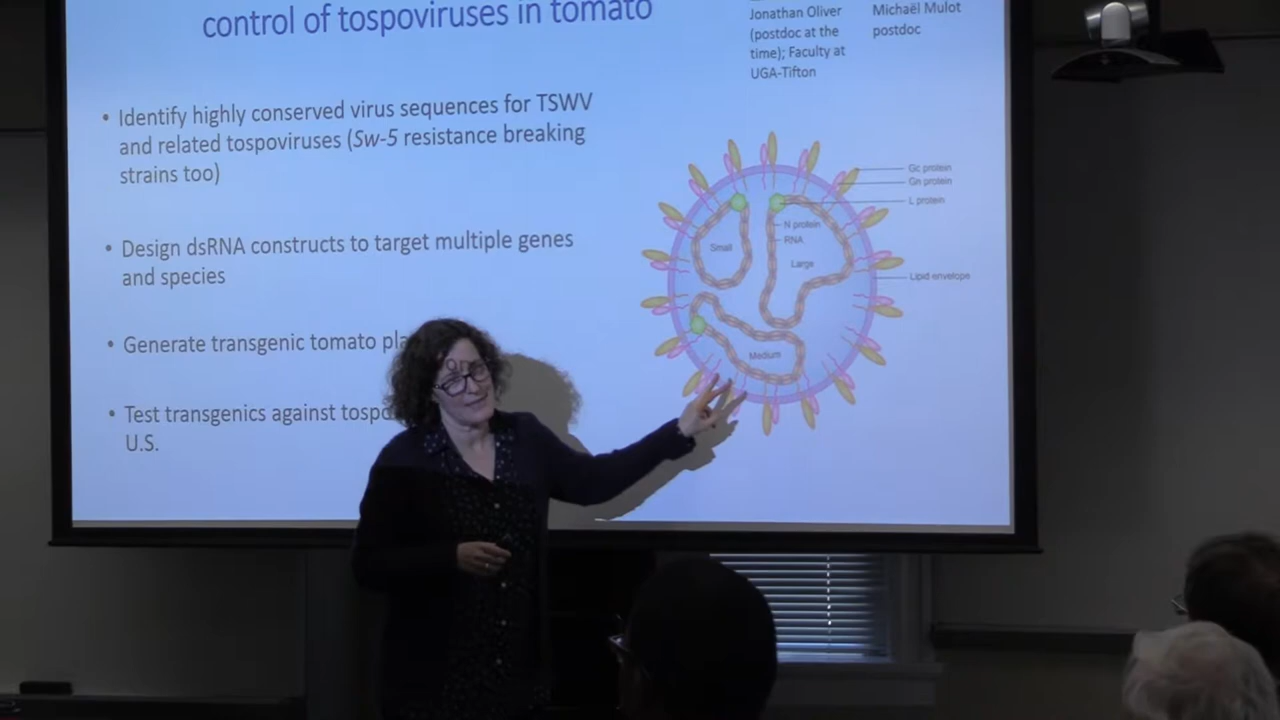 control of tospoviruses in tomato
Jonathan Oliver
(postdoc at the
time); Faculty at
UGA-Tifton
Michaël Mulot
postdoc
• Identify highly conserved virus sequences for TSWV
and related tospoviruses (Sw-5 resistance breaking
strains too)
• Design dsRNA constructs to target multiple genes
and species
• Generate transgenic tomato
• Test transgenics against
U.S.
Gc protein
Gn protein
L protein
N protein
RNA
Small
Large
Lipid envelope
Medium